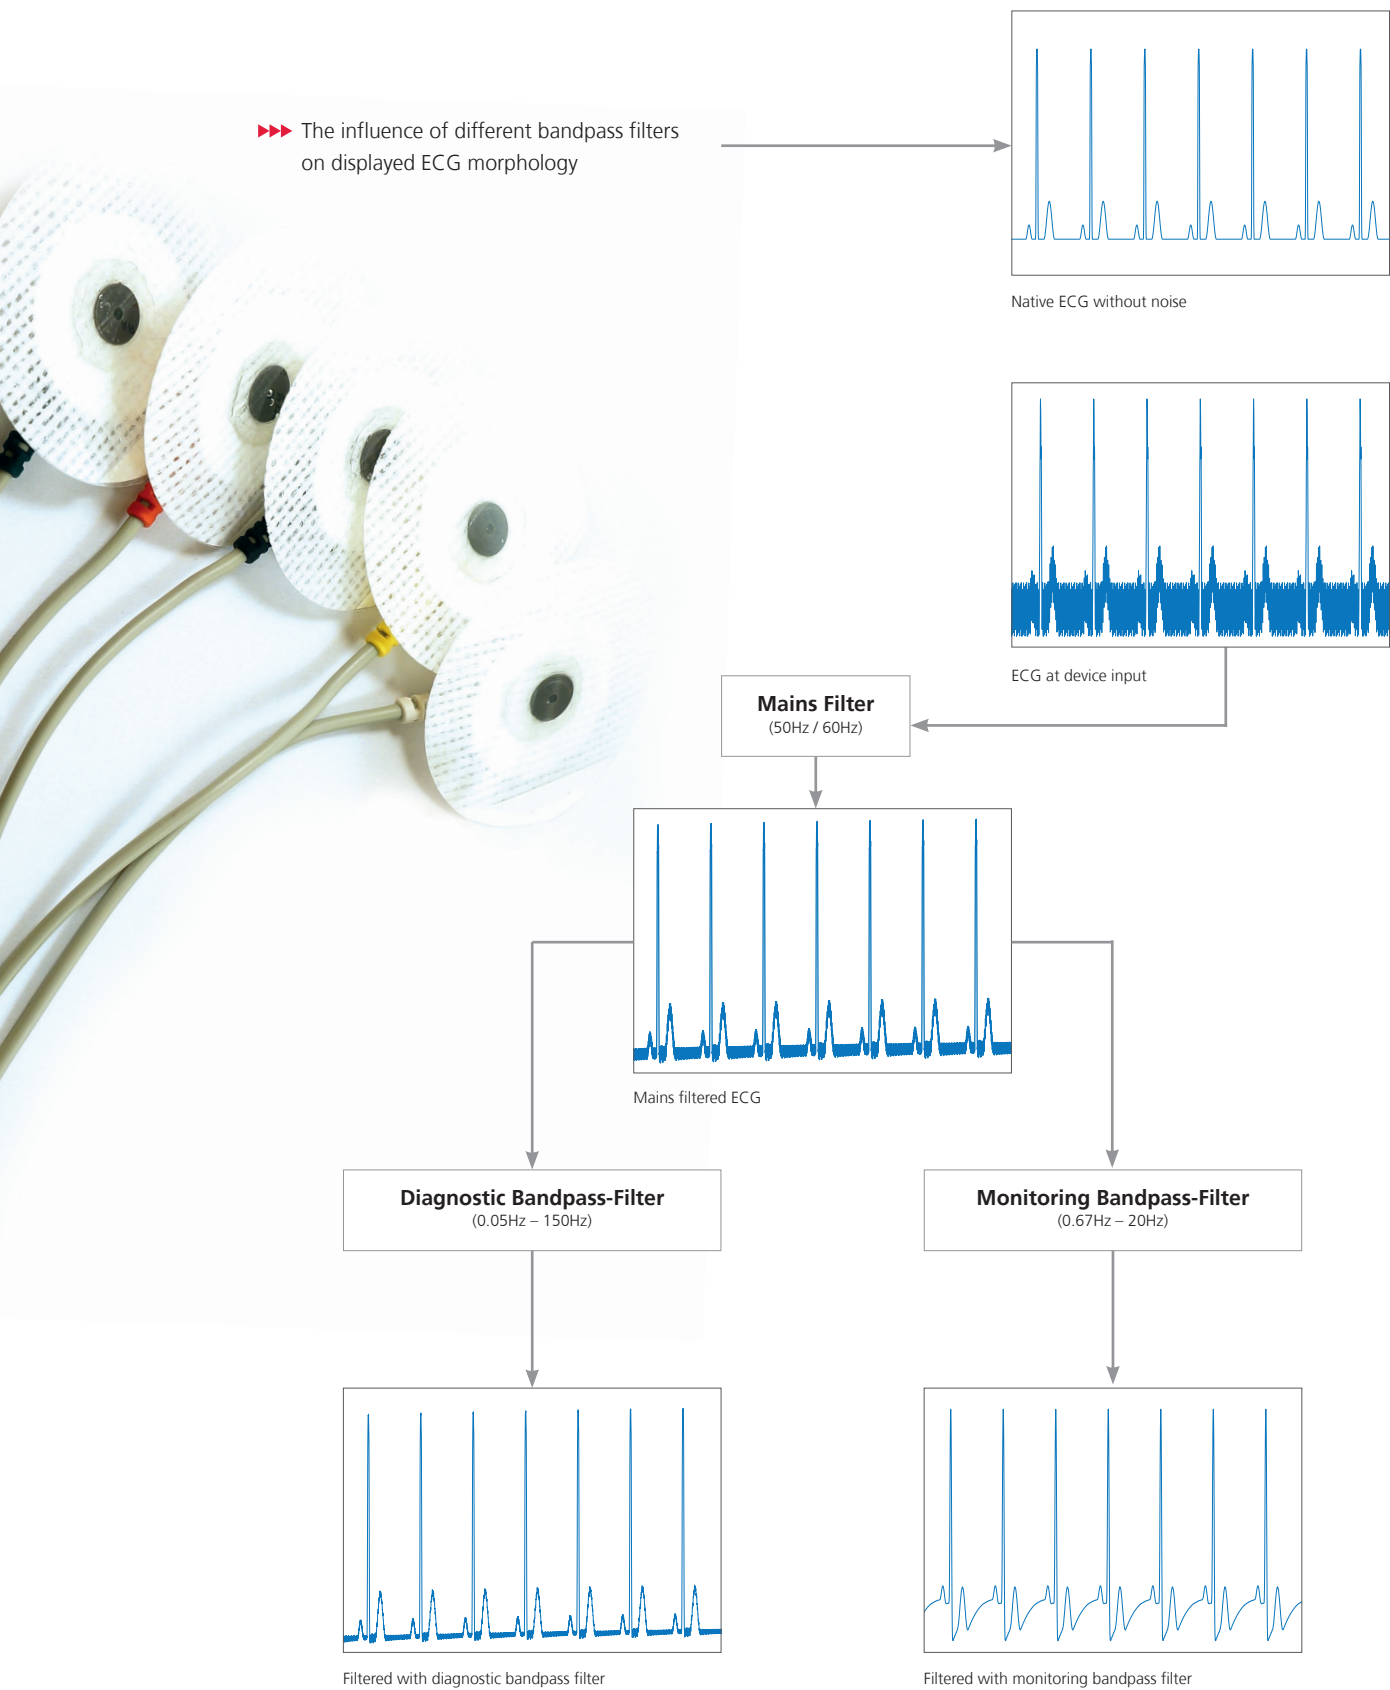 The influence of different bandpass filters
on displayed ECG morphology
Native ECG without noise
ECG at device input
Mains Filter
(50Hz / 60Hz)
Mains filtered ECG
Diagnostic Bandpass-Filter
(0.05Hz – 150Hz)
Monitoring Bandpass-Filter
(0.67Hz – 20Hz)
Filtered with diagnostic bandpass filter
Filtered with monitoring bandpass filter